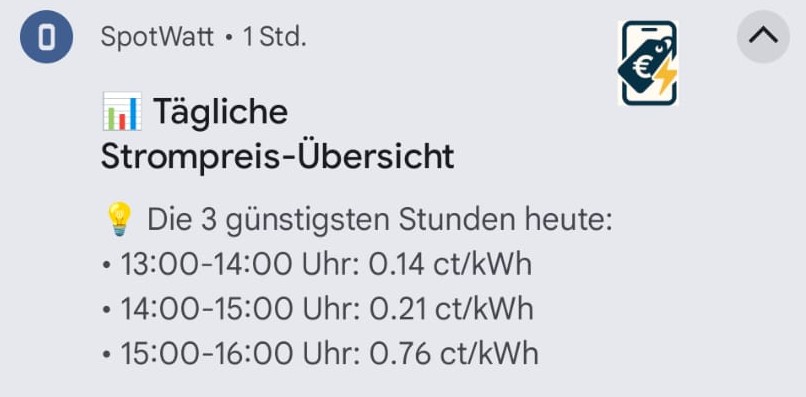 SpotWatt • 1 Std.
📊 Tägliche
Strompreis-Übersicht
💡 Die 3 günstigsten Stunden heute:
• 13:00-14:00 Uhr: 0.14 ct/kWh
• 14:00-15:00 Uhr: 0.21 ct/kWh
• 15:00-16:00 Uhr: 0.76 ct/kWh